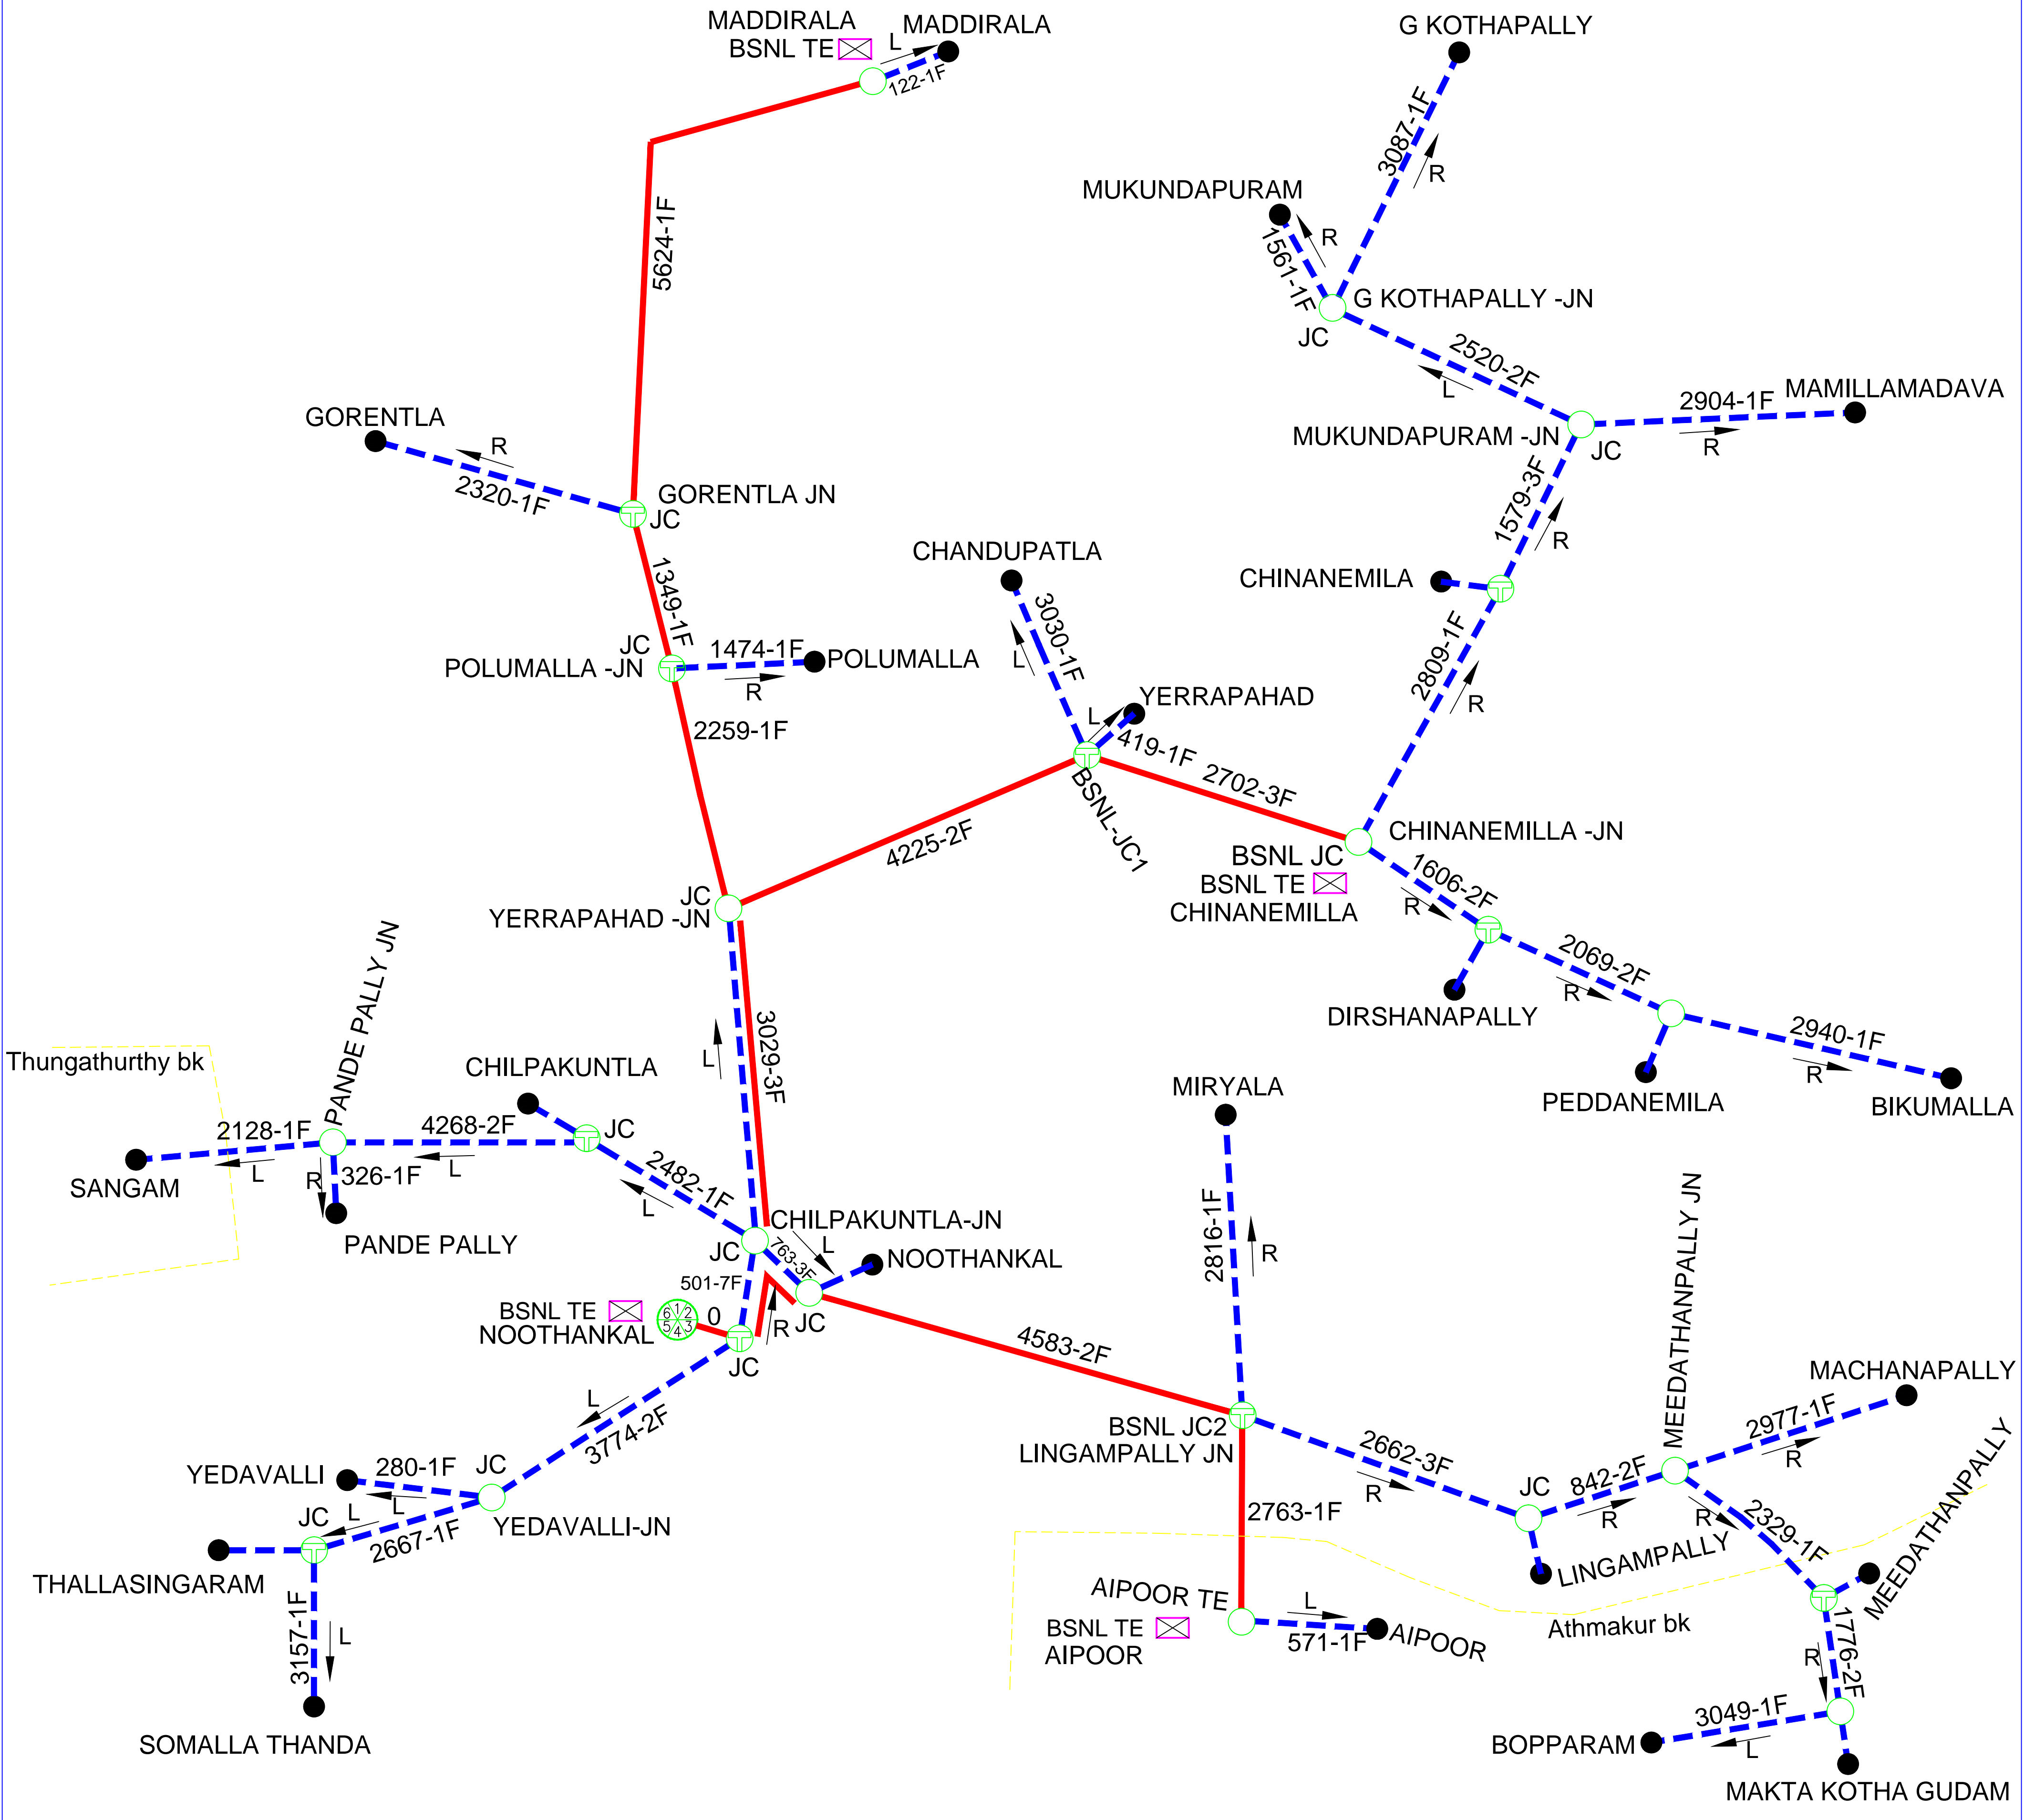 MADDIRALA
BSNL TE
L
MADDIRALA
122-1F
G KOTHAPALLY
3087-1F
R
MUKUNDAPURAM
R
1561-1F
G KOTHAPALLY -JN
JC
5624-1F
2520-2F
L
MAMILLAMADAVA
2904-1F
R
MUKUNDAPURAM -JN
JC
GORENTLA
R
2320-1F
GORENTLA JN
JC
1579-3F
R
CHANDUPATLA
CHINANEMILA
1349-1F
JC
POLUMALLA -JN
1474-1F
POLUMALLA
R
3030-1F
L
2809-1F
R
YERRAPAHAD
L
419-1F
2259-1F
2702-3F
BSNL-JC1
4225-2F
CHINANEMILLA -JN
BSNL JC
BSNL TE
CHINANEMILLA
1606-2F
R
JC
YERRAPAHAD -JN
2069-2F
R
DIRSHANAPALLY
2940-1F
R
PEDDANEMILA
BIKUMALLA
PANDE PALLY JN
Thungathurthy bk
CHILPAKUNTLA
L
3029-3F
2128-1F
L
4268-2F
L
JC
2482-1F
L
SANGAM
R
326-1F
PANDE PALLY
MIRYALA
2816-1F
R
CHILPAKUNTLA-JN
JC
763-3F
L
NOOTHANKAL
501-7F
BSNL TE
NOOTHANKAL
1
2
3
4
5
6
0
R
JC
JC
4583-2F
MEEDATHANPALLY JN
MACHANAPALLY
L
3774-2F
BSNL JC2
LINGAMPALLY JN
2662-3F
R
2977-1F
R
JC
842-2F
R
R
2329-1F
MEEDATHANPALLY
YEDAVALLI
280-1F
JC
L
L
JC
2667-1F
YEDAVALLI-JN
2763-1F
LINGAMPALLY
THALLASINGARAM
AIPOOR TE
BSNL TE
AIPOOR
L
571-1F
AIPOOR
Athmakur bk
3157-1F
L
1776-2F
R
SOMALLA THANDA
3049-1F
L
BOPPARAM
MAKTA KOTHA GUDAM